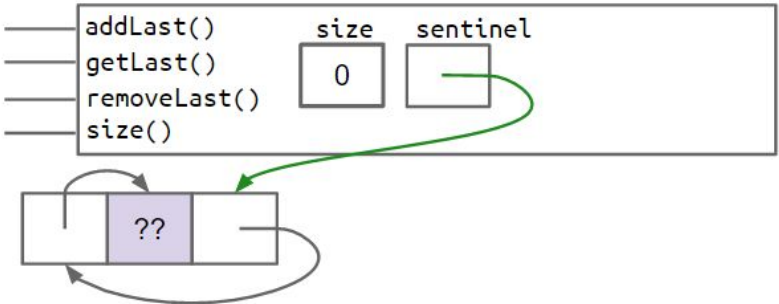 addLast()
size sentinel
getLast()
0
removeLast()
size()
??